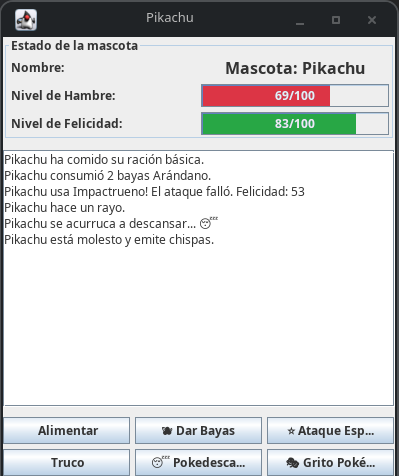 Pikachu
Estado de la mascota
Nombre: Mascota: Pikachu
Nivel de Hambre: 69/100
Nivel de Felicidad: 83/100
Pikachu ha comido su ración básica.
Pikachu consumió 2 bayas Arándano.
Pikachu usa Impactrueno! El ataque falló. Felicidad: 53
Pikachu hace un rayo.
Pikachu se acurruca a descansar... 😴
Pikachu está molesto y emite chispas.
Alimentar 🫐 Dar Bayas ⭐ Ataque Esp...
Truco 😴 Pokedesca... 🎭 Grito Poké...